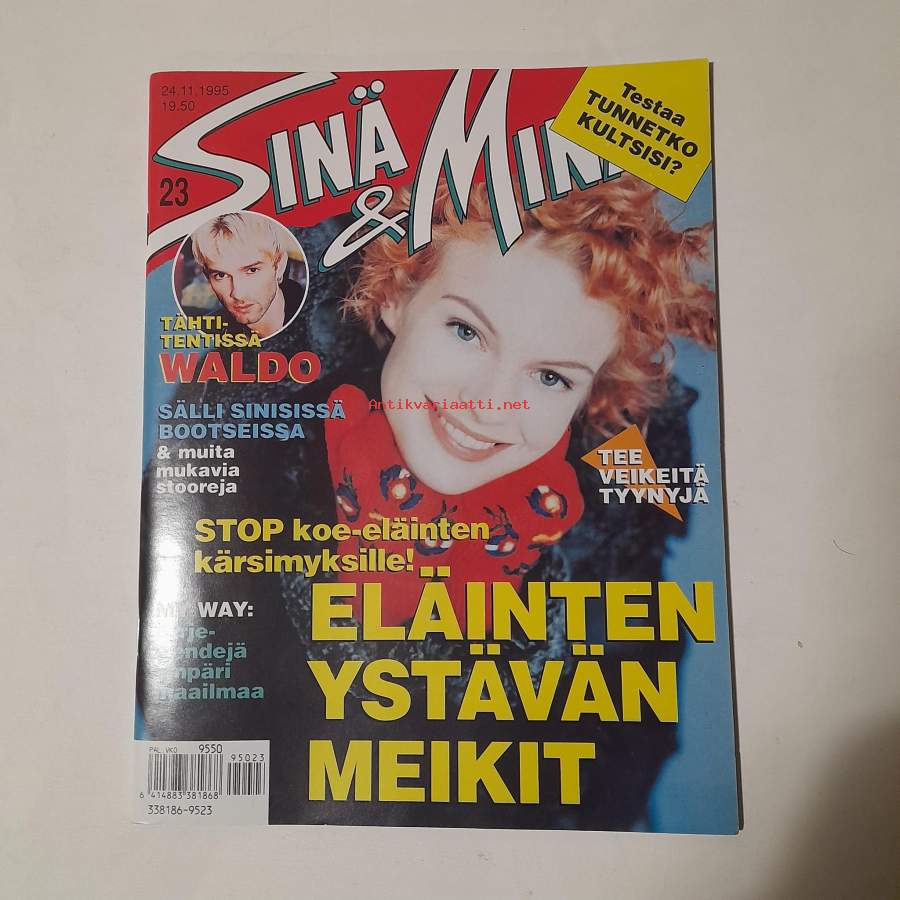 24.11.1995
19.50
SINÄ
& MINÄ
23
Testaa
TUNNETKO
KULTSISI?
TÄHTI-
TENTISSÄ
WALDO
SÄLLI SINISISSÄ
BOOTSEISSA
& muita
mukavia
stooreja
Antikvariaatti.net
TEE
VEIKEITÄ
TYYNYJÄ
STOP koe-eläinten
kärsimyksille!
ELÄINTEN
YSTÄVÄN
MEIKIT
MY WAY:
PAL. VKO 9550
95023
6 414883 381868
338186-9523